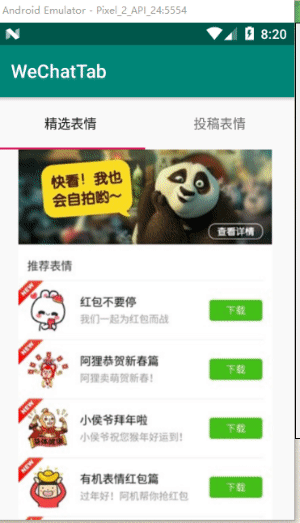 Android Emulator - Pixel_2_API_24:5554
8:20
WeChatTab
精选表情
投稿表情
快看！我也
会自拍哟~
查看详情
推荐表情
NEW
红包不要停
我们一起为红包而战
下载
NEW
阿狸恭贺新春篇
阿狸卖萌贺新春！
下载
NEW
小侯爷拜年啦
小侯爷祝您猴年好运到！
下载
NEW
有机表情红包篇
过年好！阿机帮你抢红包
下载